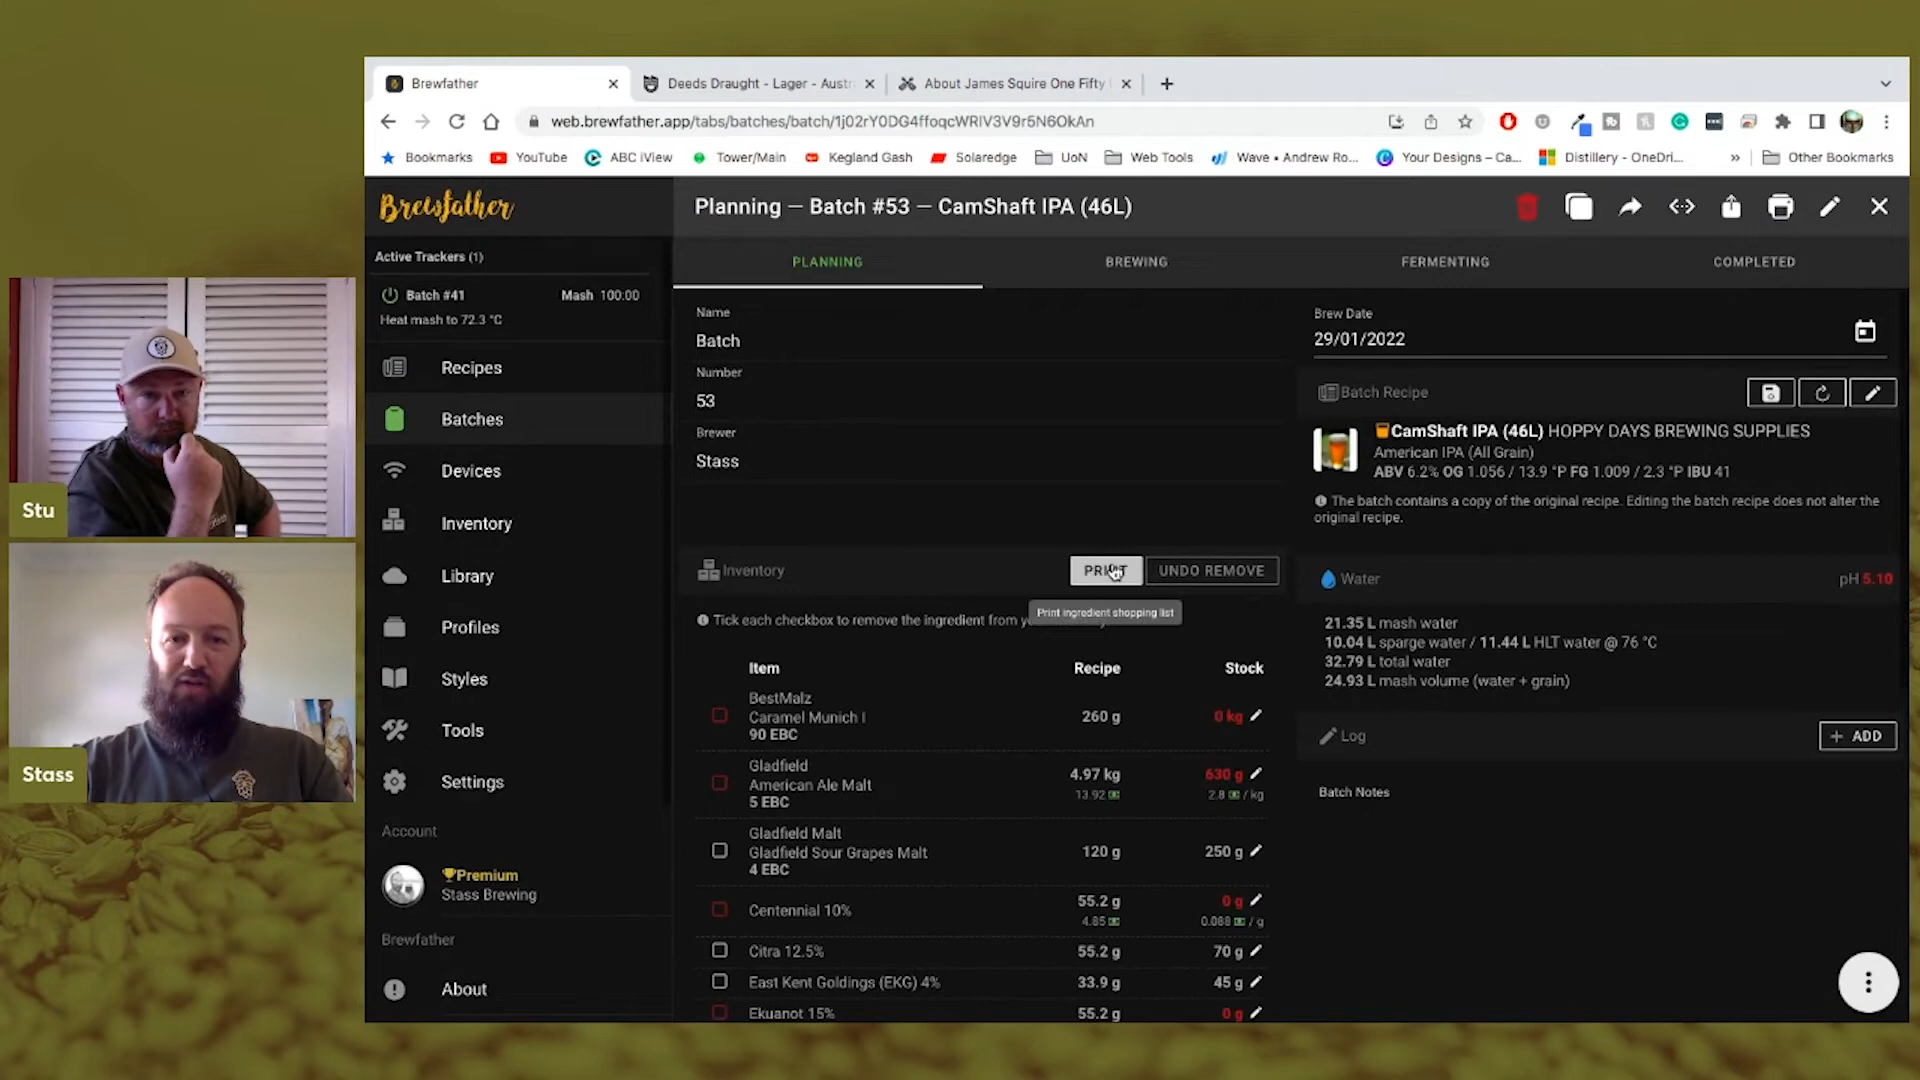 Brewfather
Deeds Draught - Lager - Austr
About James Squire One Fifty
web.brewfather.app/tabs/batches/batch/1j02rY0DG4ffoqcWRIV3V9r5N6OkAn
Bookmarks
YouTube
ABC iView
Tower/Main
Kegland Gash
Solaredge
UoN
Web Tools
Wave • Andrew Ro...
Your Designs – Ca...
Distillery - OneDri...
»
Other Bookmarks
Brewfather
Planning — Batch #53 — CamShaft IPA (46L)
Active Trackers (1)
Batch #41
Mash 100:00
Heat mash to 72.3 °C
Recipes
Batches
Devices
Inventory
Library
Profiles
Styles
Tools
Settings
Account
Premium
Stass Brewing
Brewfather
About
PLANNING
BREWING
FERMENTING
COMPLETED
Name
Batch
Number
53
Brewer
Stass
Inventory
PRINT
UNDO REMOVE
Print ingredient shopping list
Tick each checkbox to remove the ingredient from
Item Recipe Stock
BestMalz
Caramel Munich I
90 EBC
260 g
0 kg
Gladfield
American Ale Malt
5 EBC
4.97 kg
13.92
630 g
2.8 / kg
Gladfield Malt
Gladfield Sour Grapes Malt
4 EBC
120 g
250 g
Centennial 10%
55.2 g
4.85
0 g
0.088 / g
Citra 12.5%
55.2 g
70 g
East Kent Goldings (EKG) 4%
33.9 g
45 g
Ekuanot 15%
55.2 g
0 g
Brew Date
29/01/2022
Batch Recipe
CamShaft IPA (46L) HOPPY DAYS BREWING SUPPLIES
American IPA (All Grain)
ABV 6.2% OG 1.056 / 13.9 °P FG 1.009 / 2.3 °P IBU 41
The batch contains a copy of the original recipe. Editing the batch recipe does not alter the
original recipe.
Water
pH 5.10
21.35 L mash water
10.04 L sparge water / 11.44 L HLT water @ 76 °C
32.79 L total water
24.93 L mash volume (water + grain)
Log
+ ADD
Batch Notes
Stu
Stass